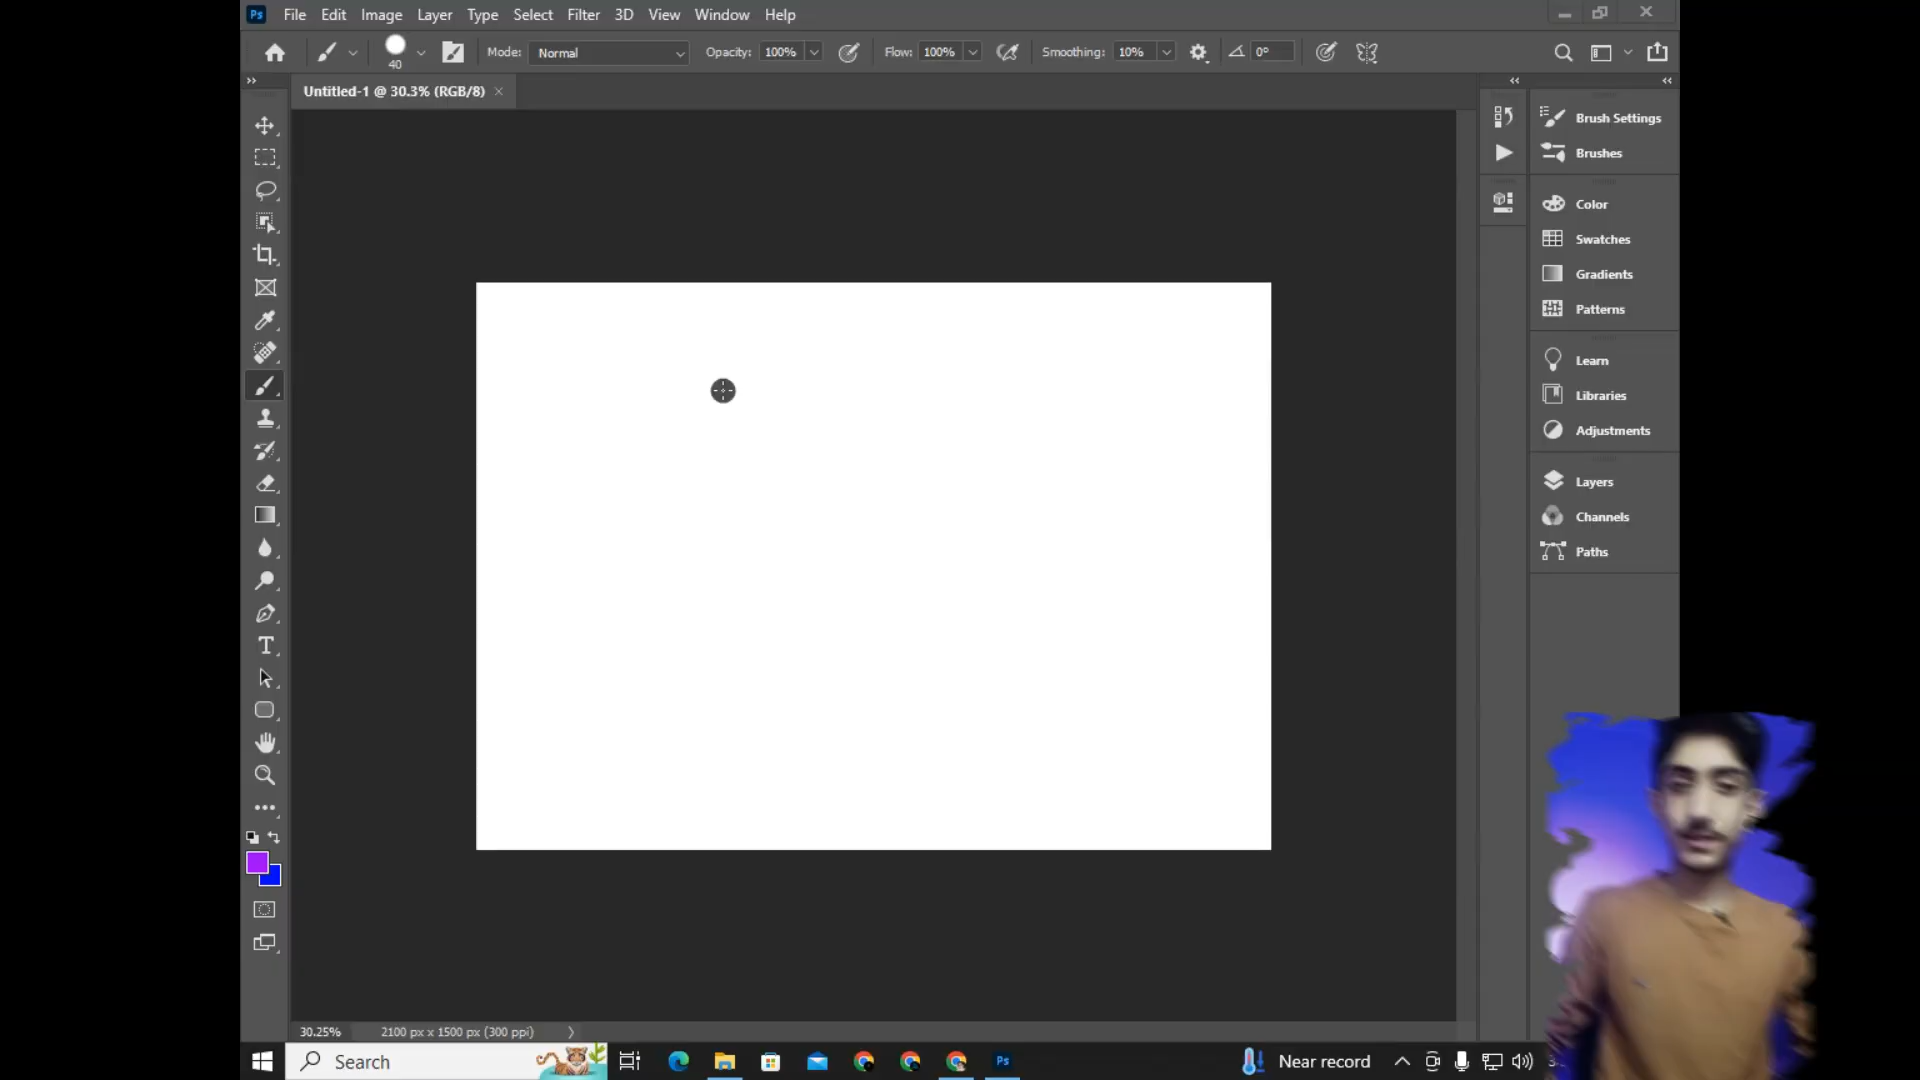 Ps File Edit Image Layer Type Select Filter 3D View Window Help
40 Mode: Normal Opacity: 100% Flow: 100% Smoothing: 10% 0°
Untitled-1 @ 30.3% (RGB/8)
Brush Settings
Brushes
Color
Swatches
Gradients
Patterns
Learn
Libraries
Adjustments
Layers
Channels
Paths
30.25% 2100 px x 1500 px (300 ppi)
Search Ps Near record